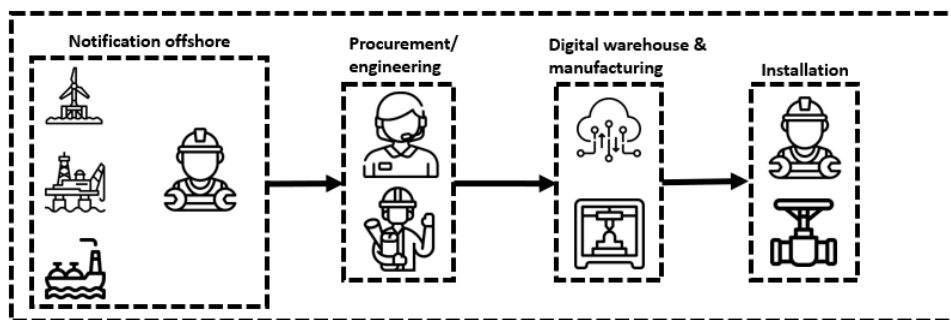 Notification offshore
Procurement/
engineering
Digital warehouse &
manufacturing
Installation